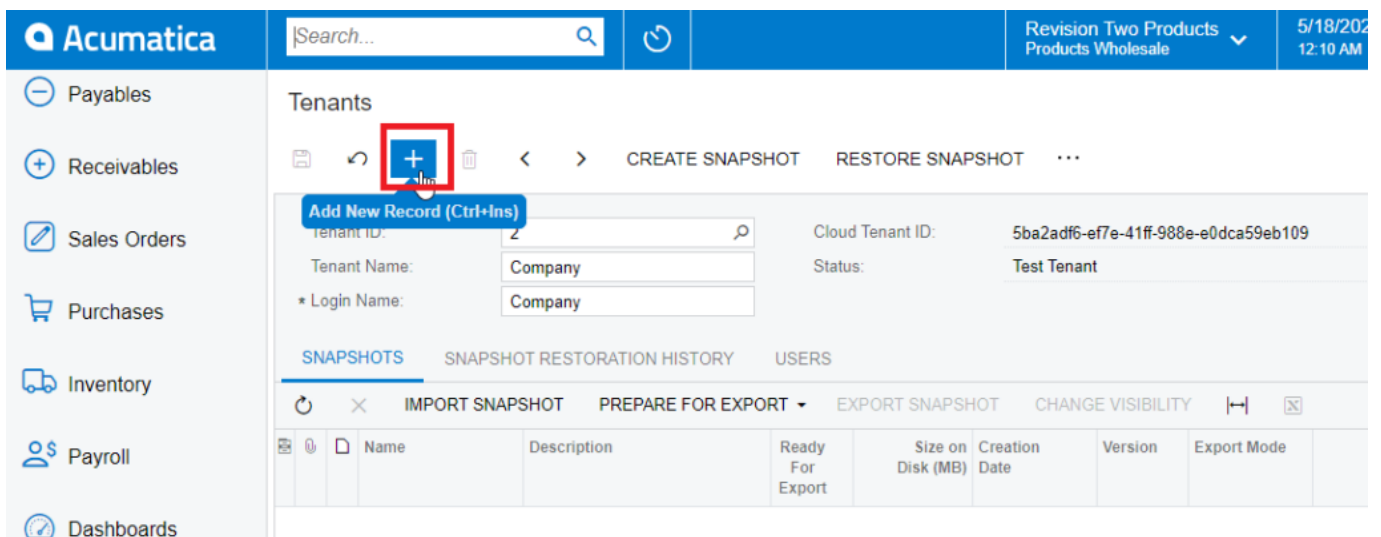 Acumatica
Search...
Revision Two Products
Products Wholesale
5/18/202
12:10 AM
Payables
Receivables
Sales Orders
Purchases
Inventory
Payroll
Dashboards
Tenants
CREATE SNAPSHOT RESTORE SNAPSHOT ...
Add New Record (Ctrl+Ins)
Tenant ID: 2
Cloud Tenant ID: 5ba2adf6-ef7e-41ff-988e-e0dca59eb109
Tenant Name: Company
Status: Test Tenant
* Login Name: Company
SNAPSHOTS SNAPSHOT RESTORATION HISTORY USERS
IMPORT SNAPSHOT PREPARE FOR EXPORT EXPORT SNAPSHOT CHANGE VISIBILITY
Name Description Ready For Export Size on Disk (MB) Creation Date Version Export Mode